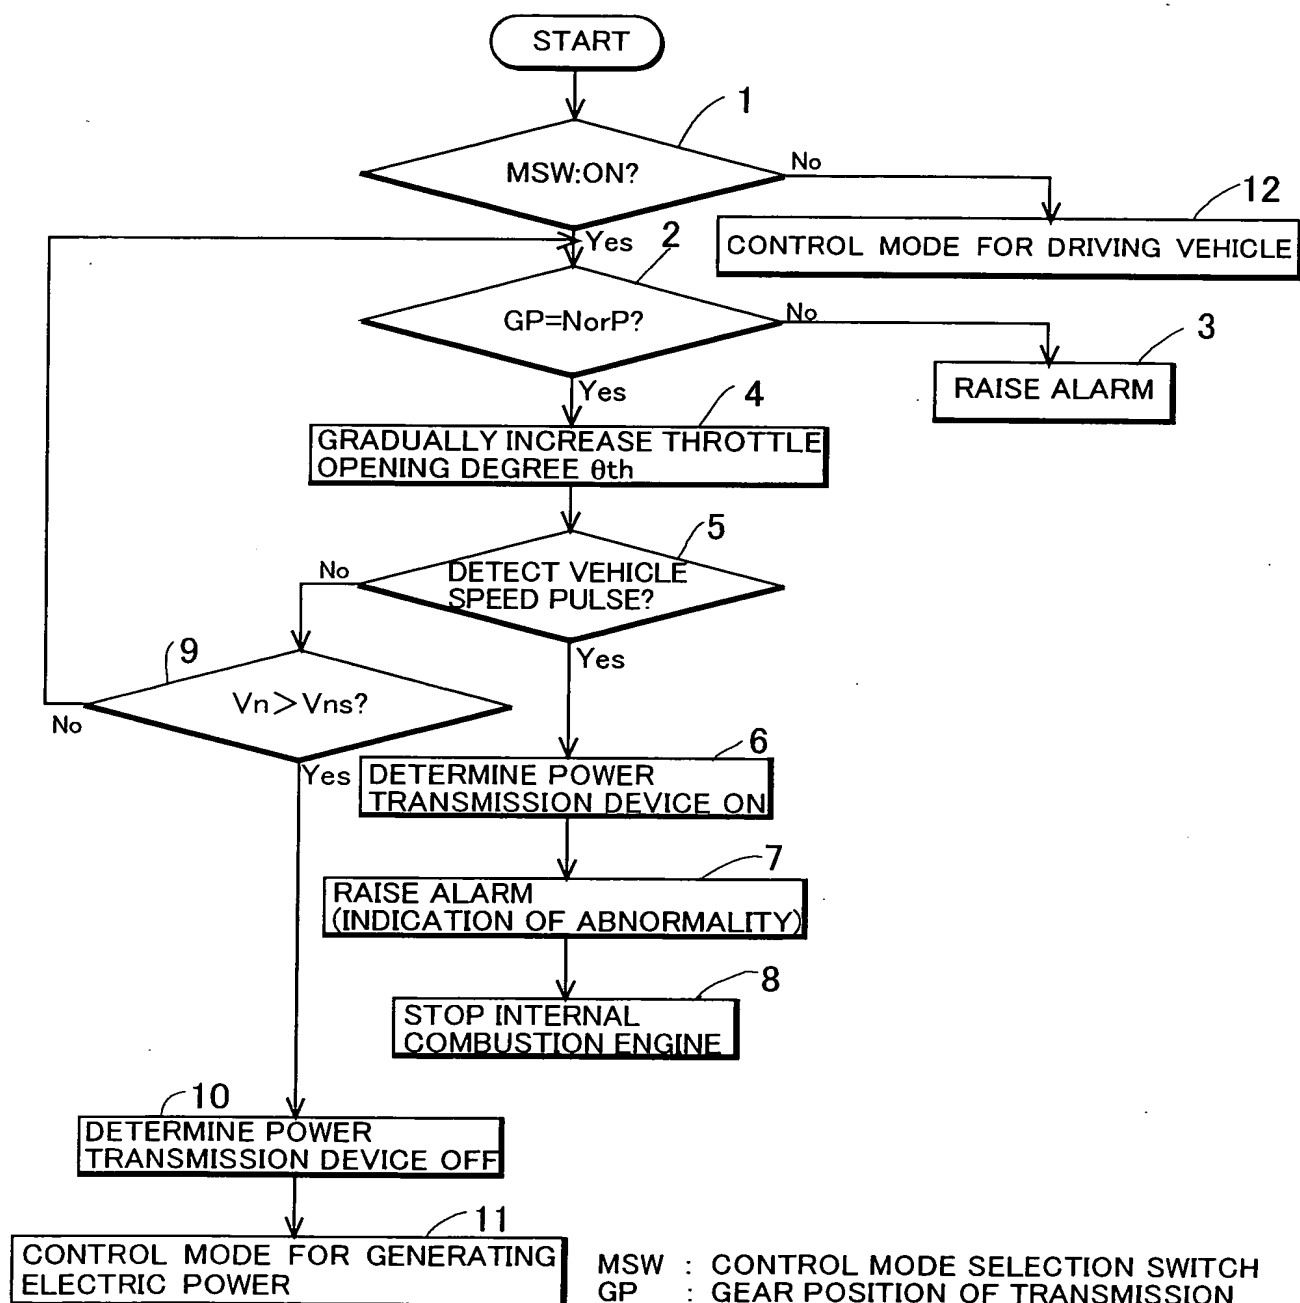 START
1
MSW:ON?
No
12
CONTROL MODE FOR DRIVING VEHICLE
Yes
2
GP=NorP?
No
3
RAISE ALARM
Yes
4
GRADUALLY INCREASE THROTTLE
OPENING DEGREE θth
5
DETECT VEHICLE
SPEED PULSE?
No
Yes
9
Vn>Vns?
No
Yes
6
DETERMINE POWER
TRANSMISSION DEVICE ON
7
RAISE ALARM
(INDICATION OF ABNORMALITY)
8
STOP INTERNAL
COMBUSTION ENGINE
10
DETERMINE POWER
TRANSMISSION DEVICE OFF
11
CONTROL MODE FOR GENERATING
ELECTRIC POWER
MSW : CONTROL MODE SELECTION SWITCH
GP : GEAR POSITION OF TRANSMISSION